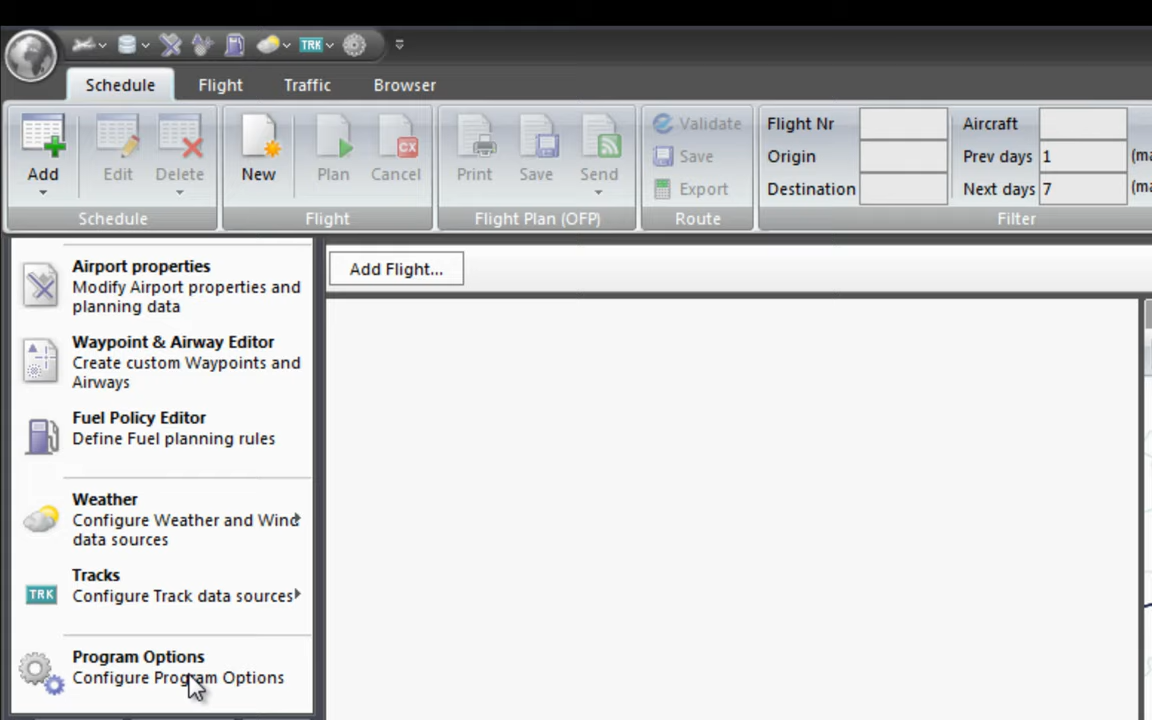 TRK
Schedule Flight Traffic Browser
Add Edit Delete New Plan Cancel Print Save Send
CX
Validate
Save
Export
Flight Nr Aircraft
Origin Prev days 1
Destination Next days 7
Schedule Flight Flight Plan (OFP) Route Filter
Add Flight...
Airport properties
Modify Airport properties and
planning data
Waypoint & Airway Editor
Create custom Waypoints and
Airways
Fuel Policy Editor
Define Fuel planning rules
Weather
Configure Weather and Wind
data sources
Tracks
TRK Configure Track data sources
Program Options
Configure Program Options